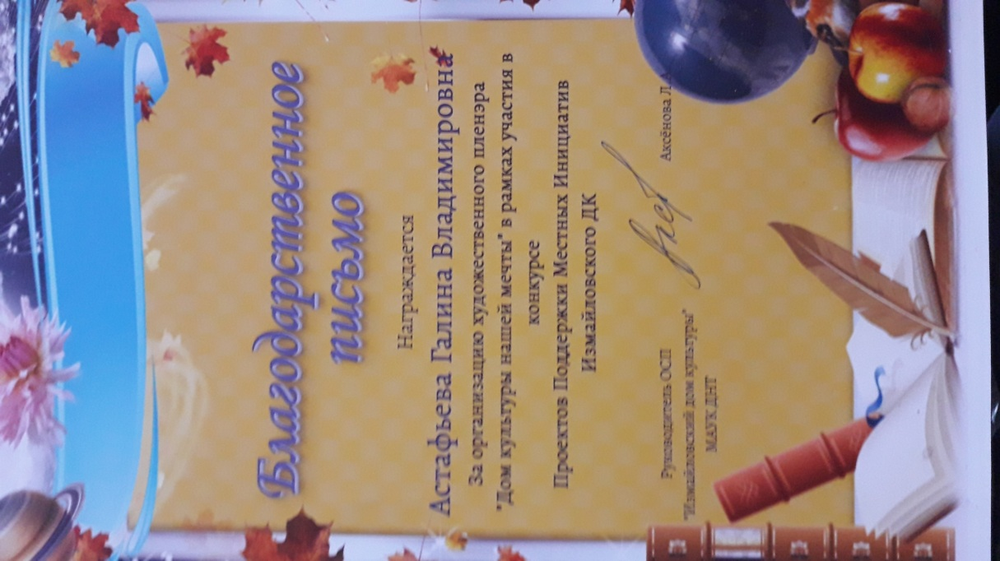 Благодарственное
письмо
Награждается
Астафьева Галина Владимировна
За организацию художественного пленэра
"Дом культуры нашей мечты" в рамках участия в
конкурсе
Проектов Поддержки Местных Инициатив
Измайловского ДК
Руководитель ОСП
"Измайловский дом культуры"
МАУК ДНТ
Аксёнова Л.